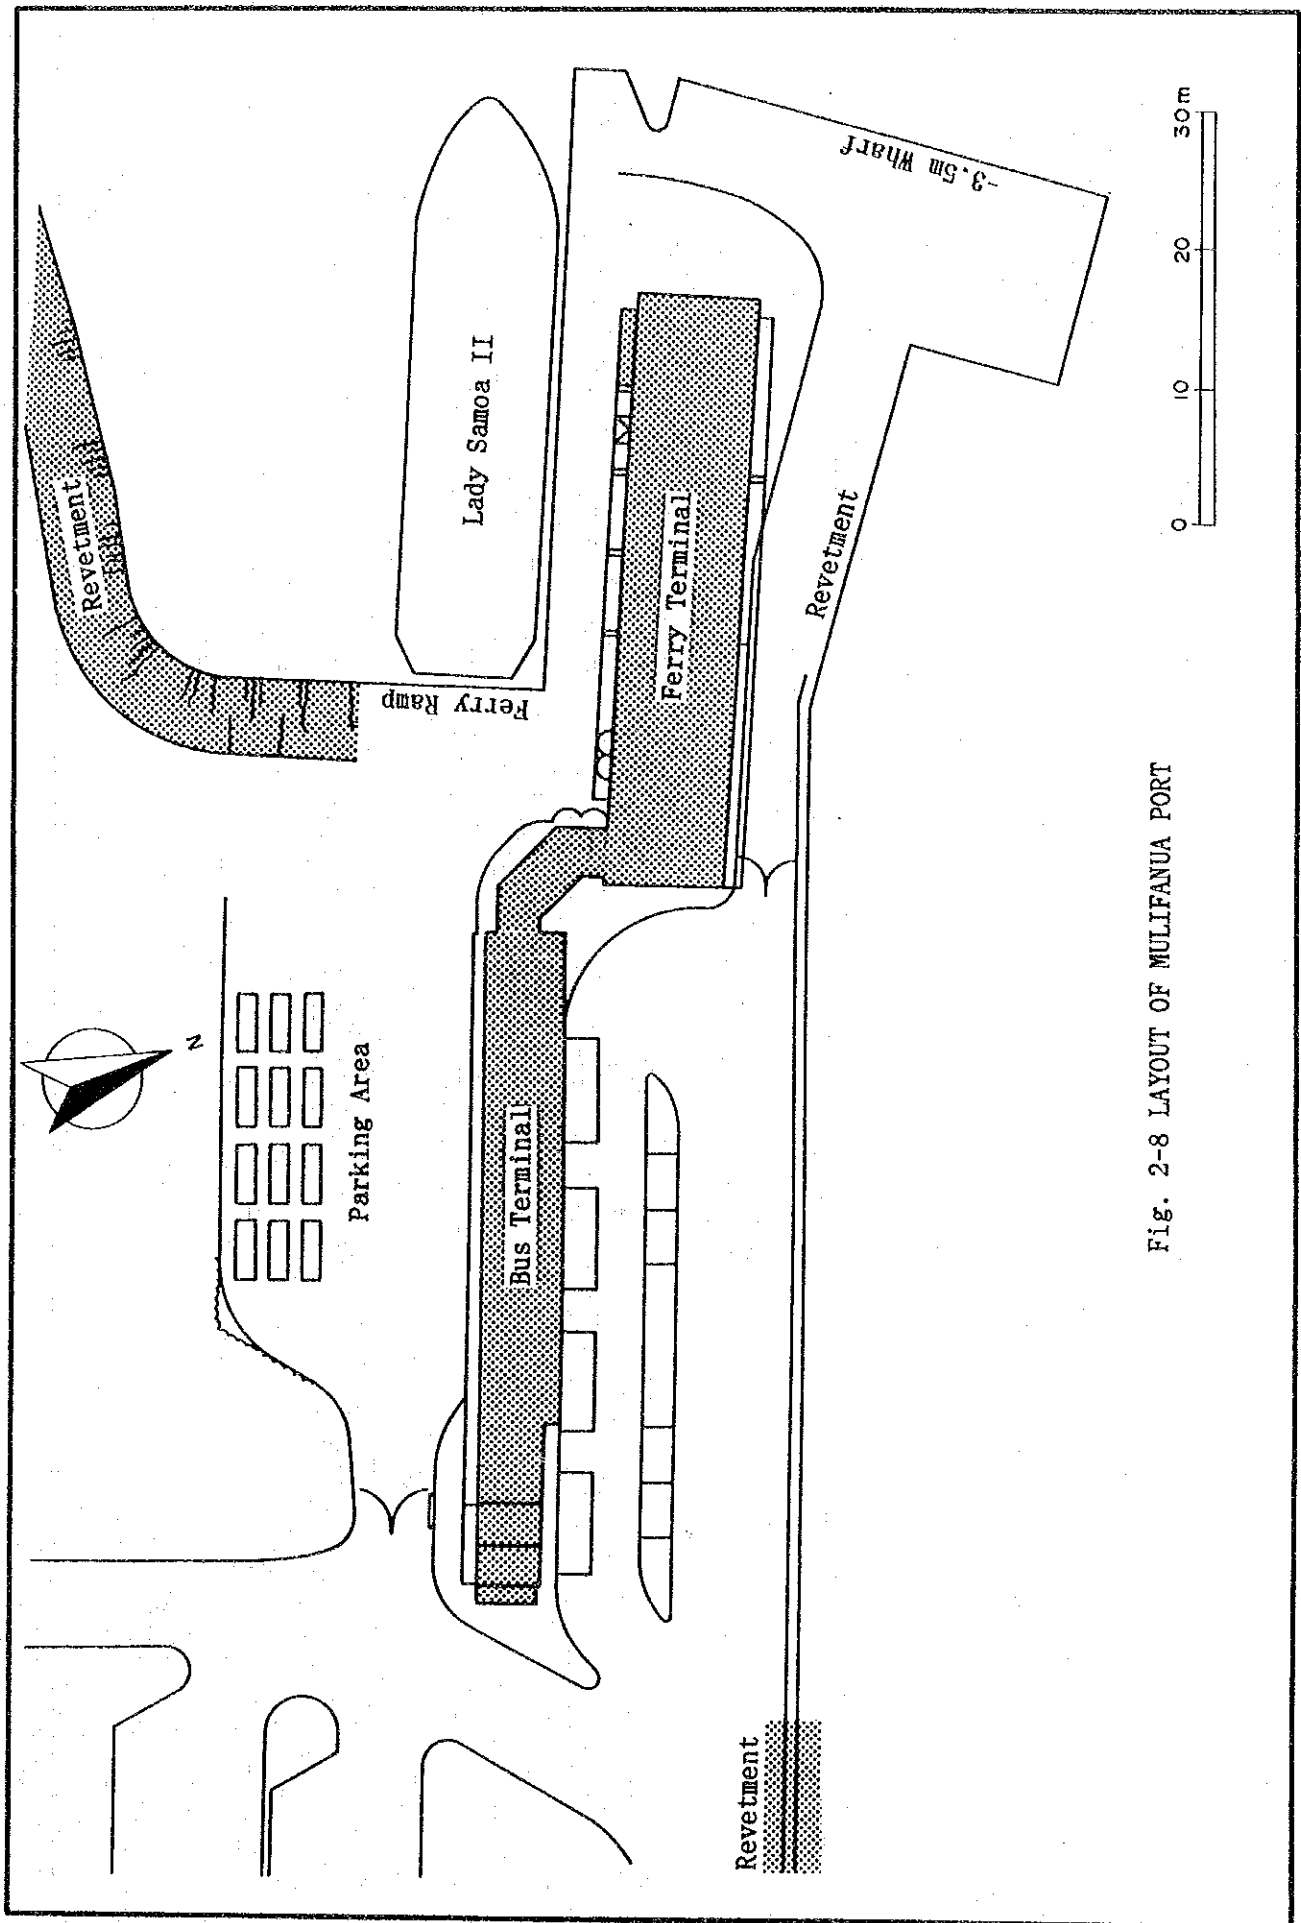 Revetment
Lady Samoa II
-3.5m Wharf
Ferry Ramp
Ferry Terminal
Revetment
N
Parking Area
Bus Terminal
Revetment
0 10 20 30m
Fig. 2-8 LAYOUT OF MULIFANUA PORT